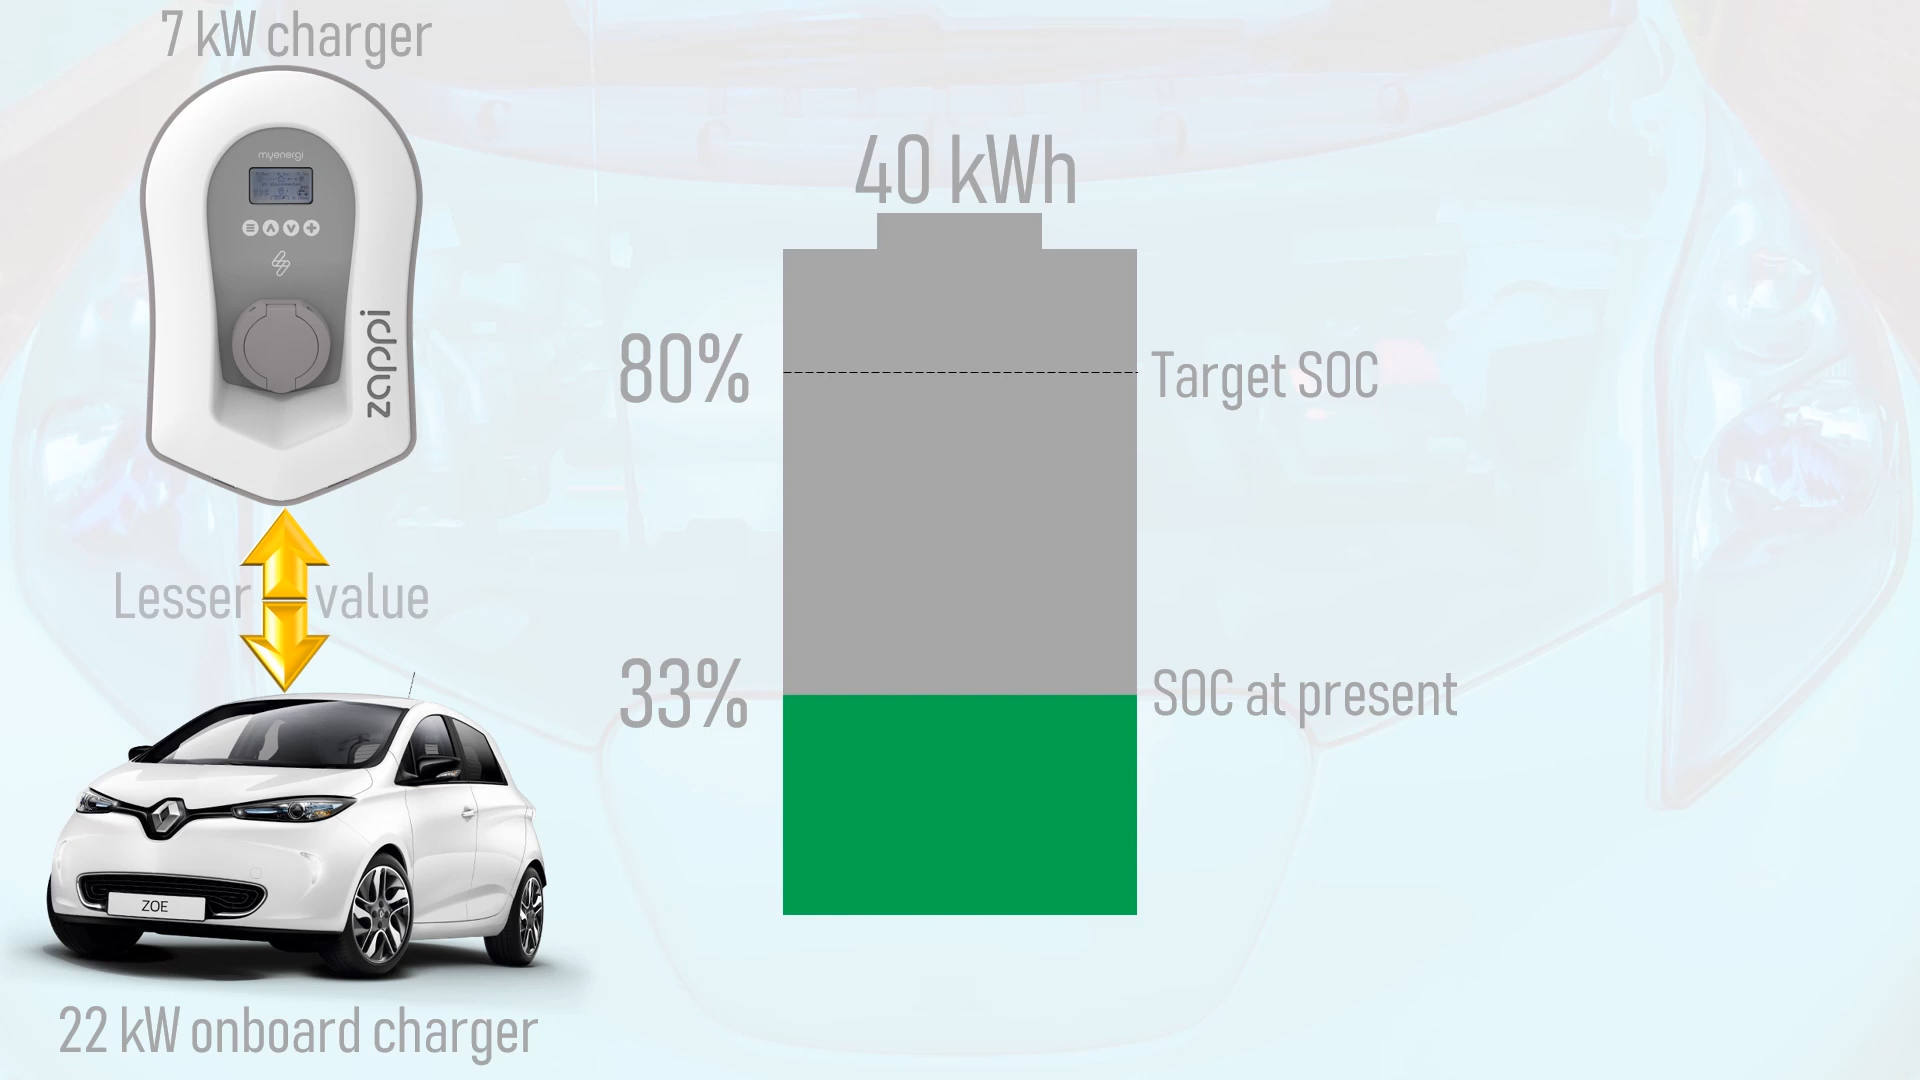 7 kW charger
myenergi
zappi
Lesser value
ZOE
22 kW onboard charger
40 kWh
80%
Target SOC
33%
SOC at present